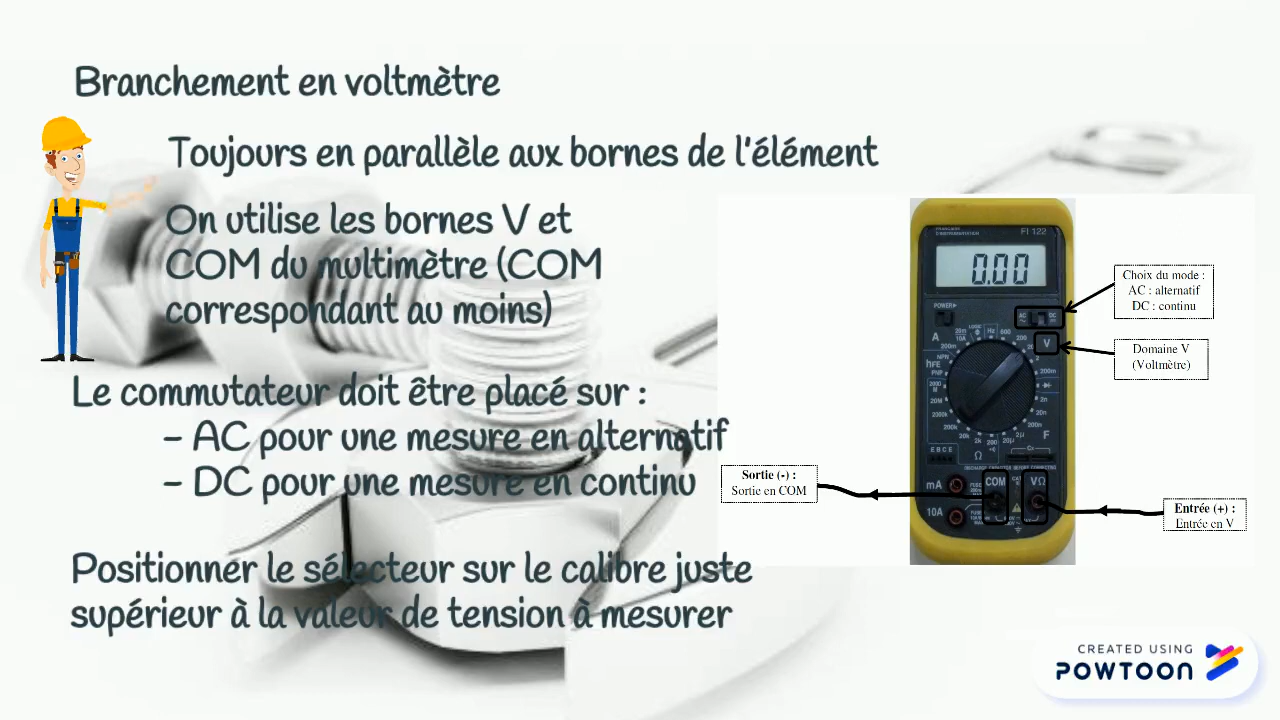 Branchement en voltmètre
Toujours en parallèle aux bornes de l'élément
On utilise les bornes V et
COM du multimètre (COM
correspondant au moins)
Le commutateur doit être placé sur :
– AC pour une mesure en alternatif
– DC pour une mesure en continu
Positionner le sélecteur sur le calibre juste
supérieur à la valeur de tension à mesurer
FI 122
0.00
Choix du mode :
AC : alternatif
DC : continu
POWER
AC
DC
A
V
Domaine V
(Voltmètre)
hFE
F
Ω
EBCE
Sortie (-) :
Sortie en COM
mA
COM
VΩ
10A
Entrée (+) :
Entrée en V
CREATED USING
POWTOON